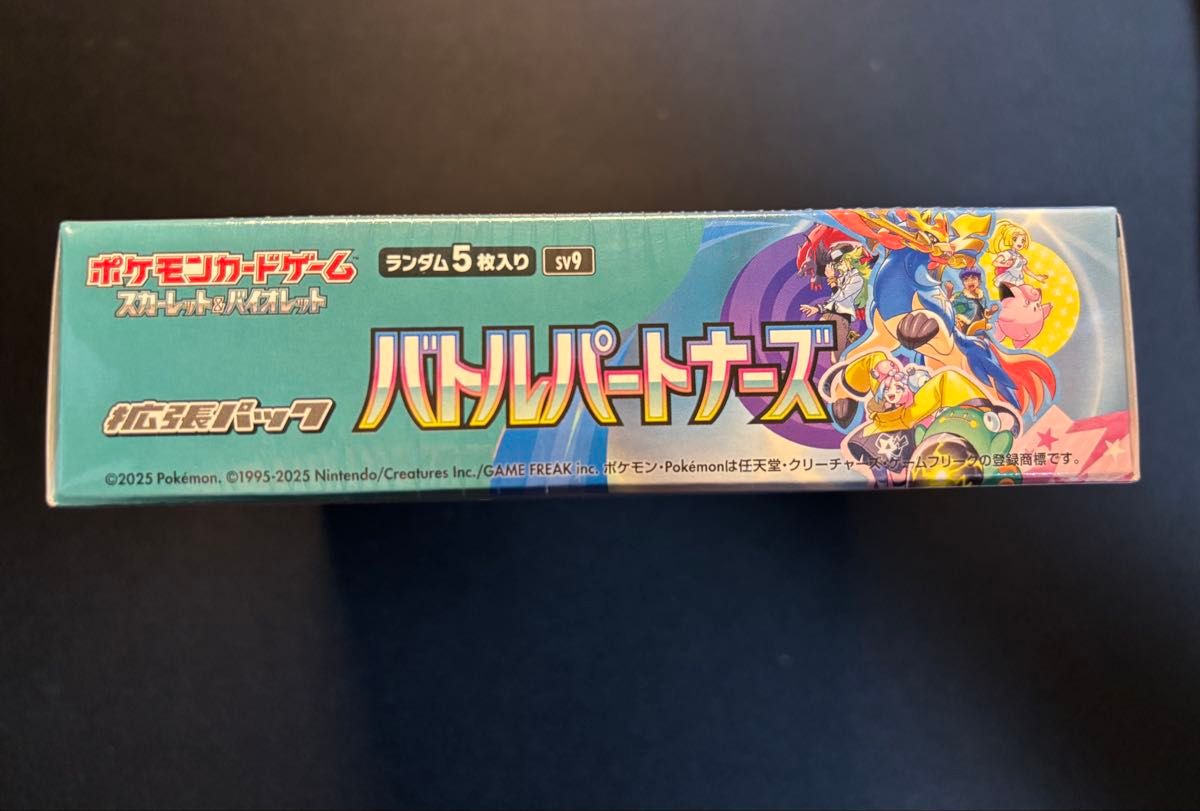 ポケモンカードゲーム™
スカーレット&バイオレット
ランダム5枚入り
sv9
拡張パック
バトルパートナーズ
©2025 Pokémon. ©1995-2025 Nintendo/Creatures Inc./GAME FREAK inc. ポケモン・Pokémonは任天堂・クリーチャーズ・ゲームフリークの登録商標です。